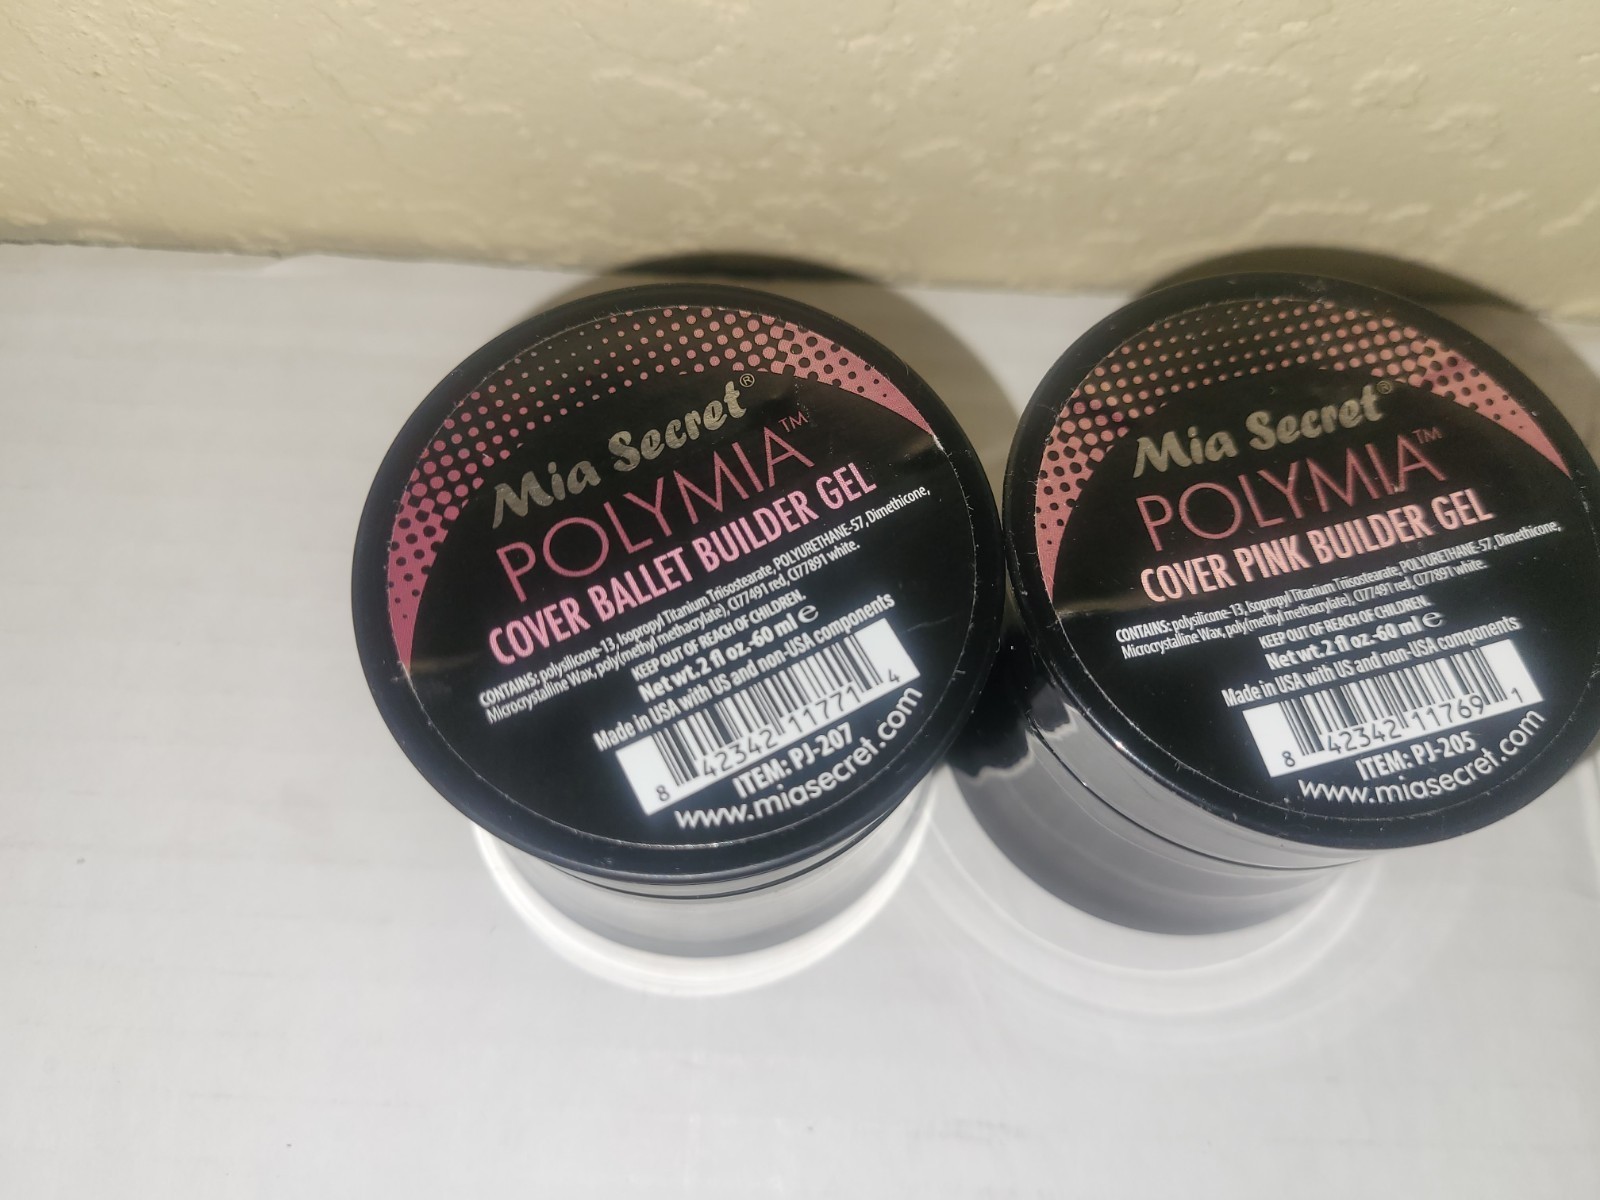 Mia Secret®
POLYMIA™
COVER BALLET BUILDER GEL
CONTAINS: polysilicone-13, Isopropyl Titanium Triisostearate, POLYURETHANE-57, Dimethicone,
Microcrystalline Wax, poly(methyl methacrylate), CI77491 red, CI77891 white.
KEEP OUT OF REACH OF CHILDREN.
Net wt. 2 fl oz-60 ml ℮
Made in USA with US and non-USA components
8 42342 11771 4
ITEM: PJ-207
www.miasecret.com
Mia Secret®
POLYMIA™
COVER PINK BUILDER GEL
CONTAINS: polysilicone-13, Isopropyl Titanium Triisostearate, POLYURETHANE-57, Dimethicone,
Microcrystalline Wax, poly(methyl methacrylate), CI77491 red, CI77891 white.
KEEP OUT OF REACH OF CHILDREN.
Net wt. 2 fl oz-60 ml ℮
Made in USA with US and non-USA components
8 42342 11769 1
ITEM: PJ-205
www.miasecret.com